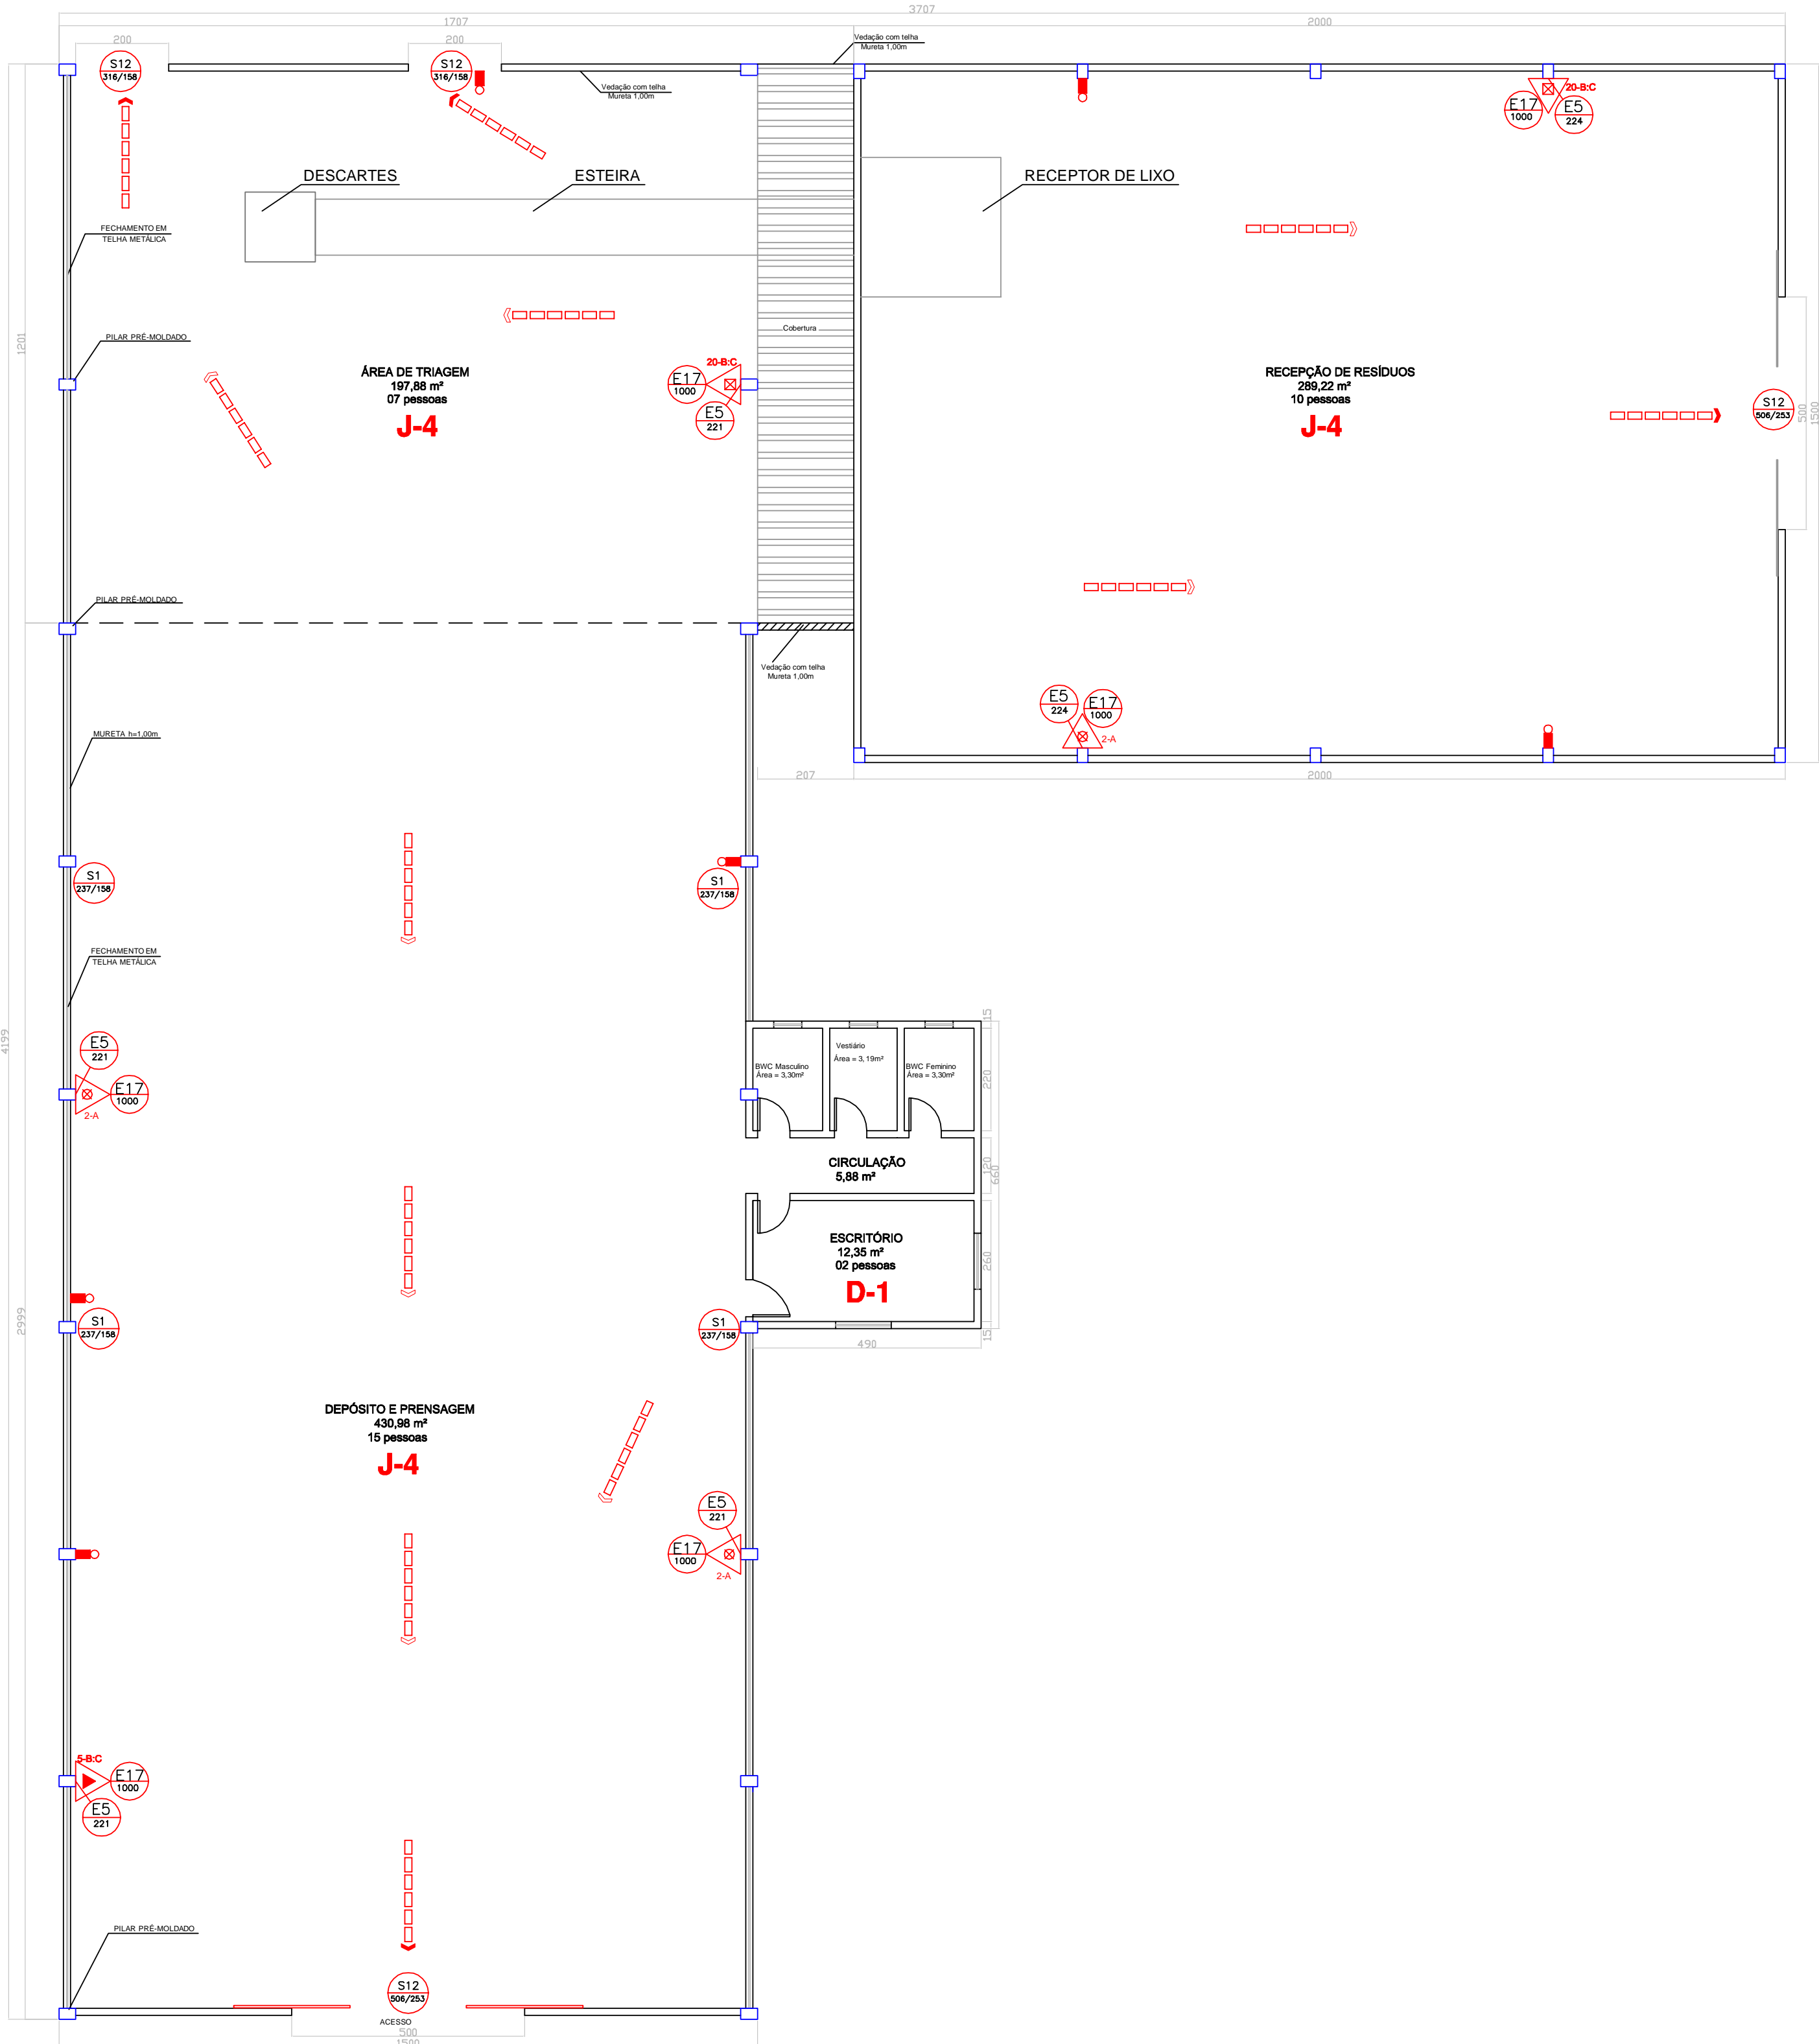 3707
1707
2000
200
200
Vedação com telha
Mureta 1,00m
S12
316/158
S12
316/158
Vedação com telha
Mureta 1,00m
20-B:C
E17
1000
E5
224
DESCARTES
ESTEIRA
RECEPTOR DE LIXO
FECHAMENTO EM
TELHA METÁLICA
1201
PILAR PRÉ-MOLDADO
Cobertura
ÁREA DE TRIAGEM
197,88 m²
07 pessoas
J-4
20-B:C
E17
1000
E5
221
RECEPÇÃO DE RESÍDUOS
289,22 m²
10 pessoas
J-4
S12
506/253
500
1500
PILAR PRÉ-MOLDADO
Vedação com telha
Mureta 1,00m
E5
224
E17
1000
2-A
MURETA h=1,00m
207
2000
S1
237/158
S1
237/158
FECHAMENTO EM
TELHA METÁLICA
4199
E5
221
E17
1000
2-A
15
Vestiário
Área = 3,19m²
BWC Masculino
Área = 3,30m²
BWC Feminino
Área = 3,30m²
220
CIRCULAÇÃO
5,88 m²
120
660
ESCRITÓRIO
12,35 m²
02 pessoas
D-1
260
2999
S1
237/158
S1
237/158
15
490
DEPÓSITO E PRENSAGEM
430,98 m²
15 pessoas
J-4
E5
221
E17
1000
2-A
5-B:C
E17
1000
E5
221
PILAR PRÉ-MOLDADO
S12
506/253
ACESSO
500
1500